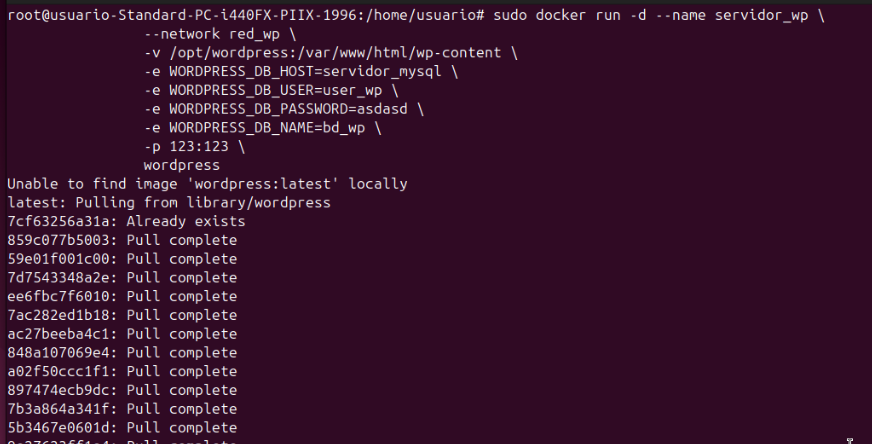 root@usuario-Standard-PC-i440FX-PIIX-1996:/home/usuario# sudo docker run -d --name servidor_wp \
--network red_wp \
-v /opt/wordpress:/var/www/html/wp-content \
-e WORDPRESS_DB_HOST=servidor_mysql \
-e WORDPRESS_DB_USER=user_wp \
-e WORDPRESS_DB_PASSWORD=asdasd \
-e WORDPRESS_DB_NAME=bd_wp \
-p 123:123 \
wordpress
Unable to find image 'wordpress:latest' locally
latest: Pulling from library/wordpress
7cf63256a31a: Already exists
859c077b5003: Pull complete
59e01f001c00: Pull complete
7d7543348a2e: Pull complete
ee6fbc7f6010: Pull complete
7ac282ed1b18: Pull complete
ac27beeba4c1: Pull complete
848a107069e4: Pull complete
a02f50ccc1f1: Pull complete
897474ecb9dc: Pull complete
7b3a864a341f: Pull complete
5b3467e0601d: Pull complete
Pull complete